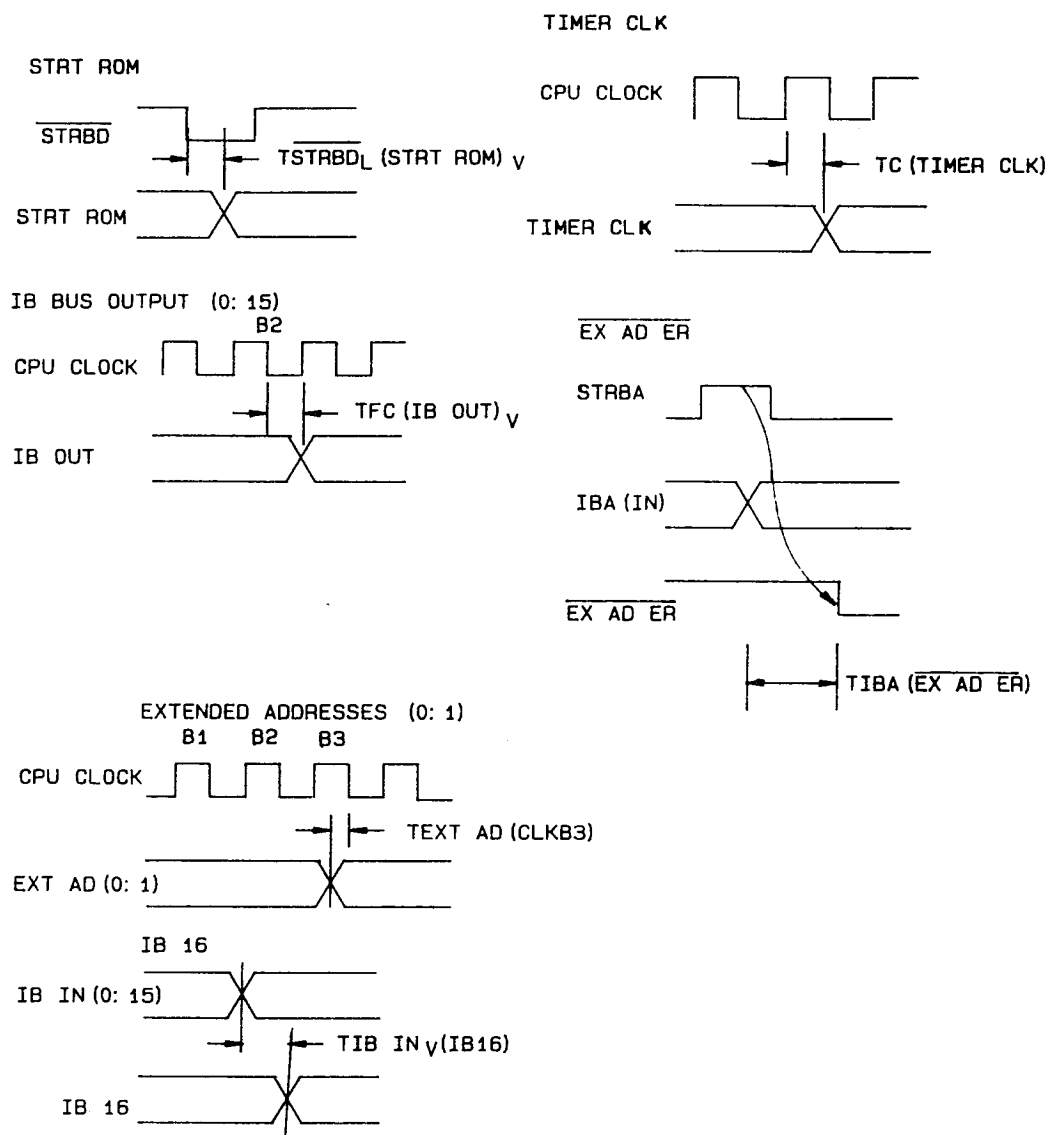 STRT ROM
STRBD
TSTRBDL (STRT ROM) V
STRT ROM
TIMER CLK
CPU CLOCK
TC (TIMER CLK)
TIMER CLK
IB BUS OUTPUT (0: 15)
B2
CPU CLOCK
TFC (IB OUT) V
IB OUT
EX AD ER
STRBA
IBA (IN)
EX AD ER
TIBA (EX AD ER)
EXTENDED ADDRESSES (0: 1)
B1 B2 B3
CPU CLOCK
TEXT AD (CLKB3)
EXT AD (0: 1)
IB 16
IB IN (0: 15)
TIB IN V (IB16)
IB 16